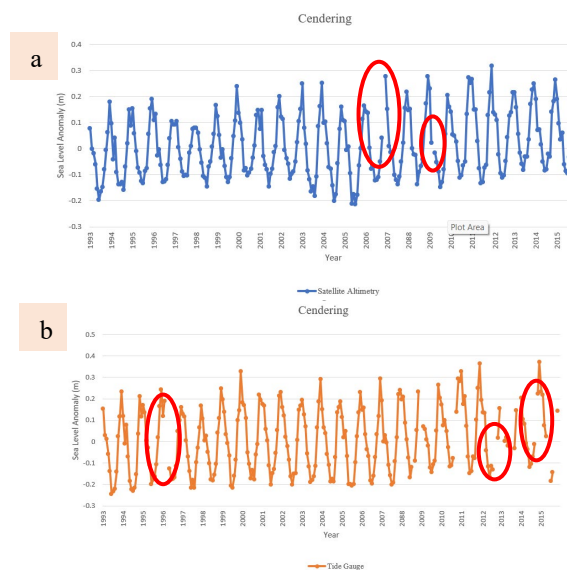 Cendering
a
Sea Level Anomaly (m)
0.4
0.3
0.2
0.1
0
-0.1
-0.2
-0.3
1993 1994 1995 1996 1997 1998 1999 2000 2001 2002 2003 2004 2005 2006 2007 2008 2009 2010 2011 2012 2013 2014 2015
Plot Area
Year
Satellite Altimetry
Cendering
b
Sea Level Anomaly (m)
0.5
0.4
0.3
0.2
0.1
0
-0.1
-0.2
-0.3
1993 1994 1995 1996 1997 1998 1999 2000 2001 2002 2003 2004 2005 2006 2007 2008 2009 2010 2011 2012 2013 2014 2015
Year
Tide Gauge